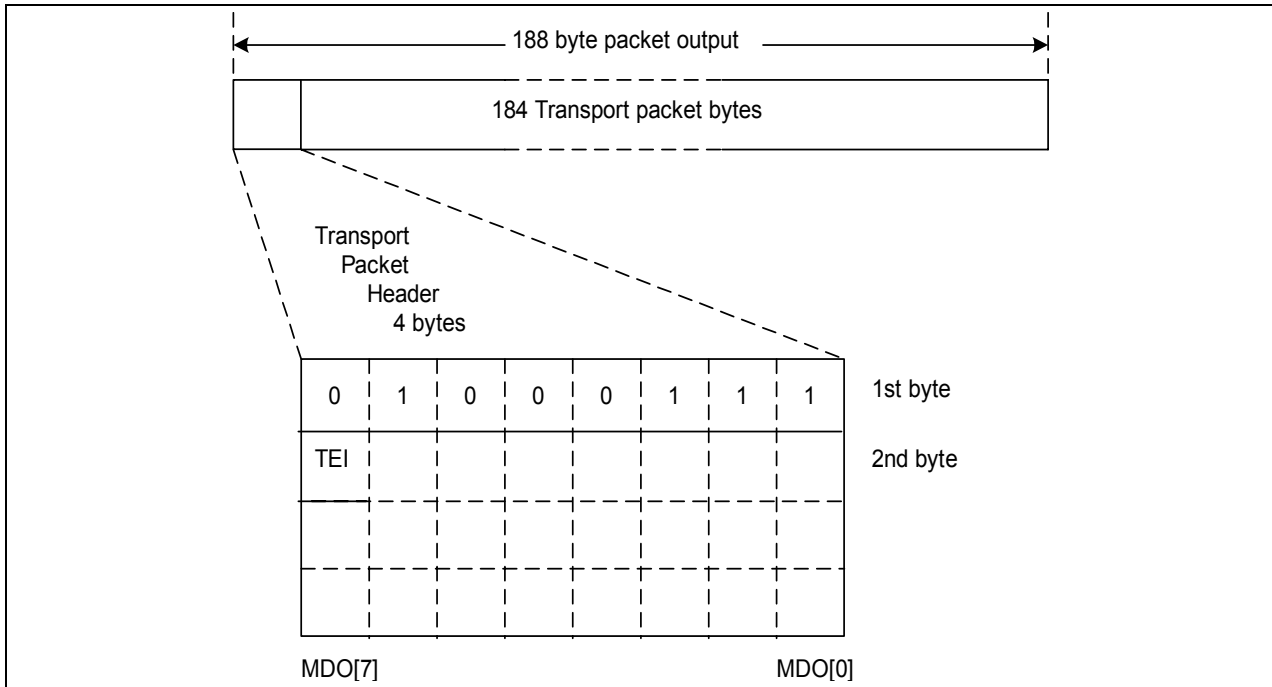 188 byte packet output
184 Transport packet bytes
Transport
Packet
Header
4 bytes
0 1 0 0 0 1 1 1 1st byte
TEI 2nd byte
MDO[7] MDO[0]